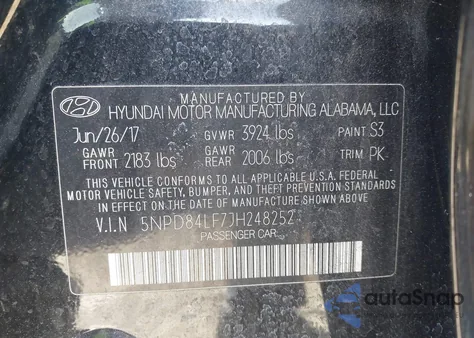 MANUFACTURED BY
HYUNDAI MOTOR MANUFACTURING ALABAMA, LLC
Jun/26/17 GVWR 3924 lbs PAINT S3
GAWR FRONT 2183 lbs GAWR REAR 2006 lbs TRIM PK
THIS VEHICLE CONFORMS TO ALL APPLICABLE U.S.A. FEDERAL
MOTOR VEHICLE SAFETY, BUMPER, AND THEFT PREVENTION STANDARDS
IN EFFECT ON THE DATE OF MANUFACTURE SHOWN ABOVE.
V.I.N 5NPD84LF7JH248252
PASSENGER CAR
autoSnap